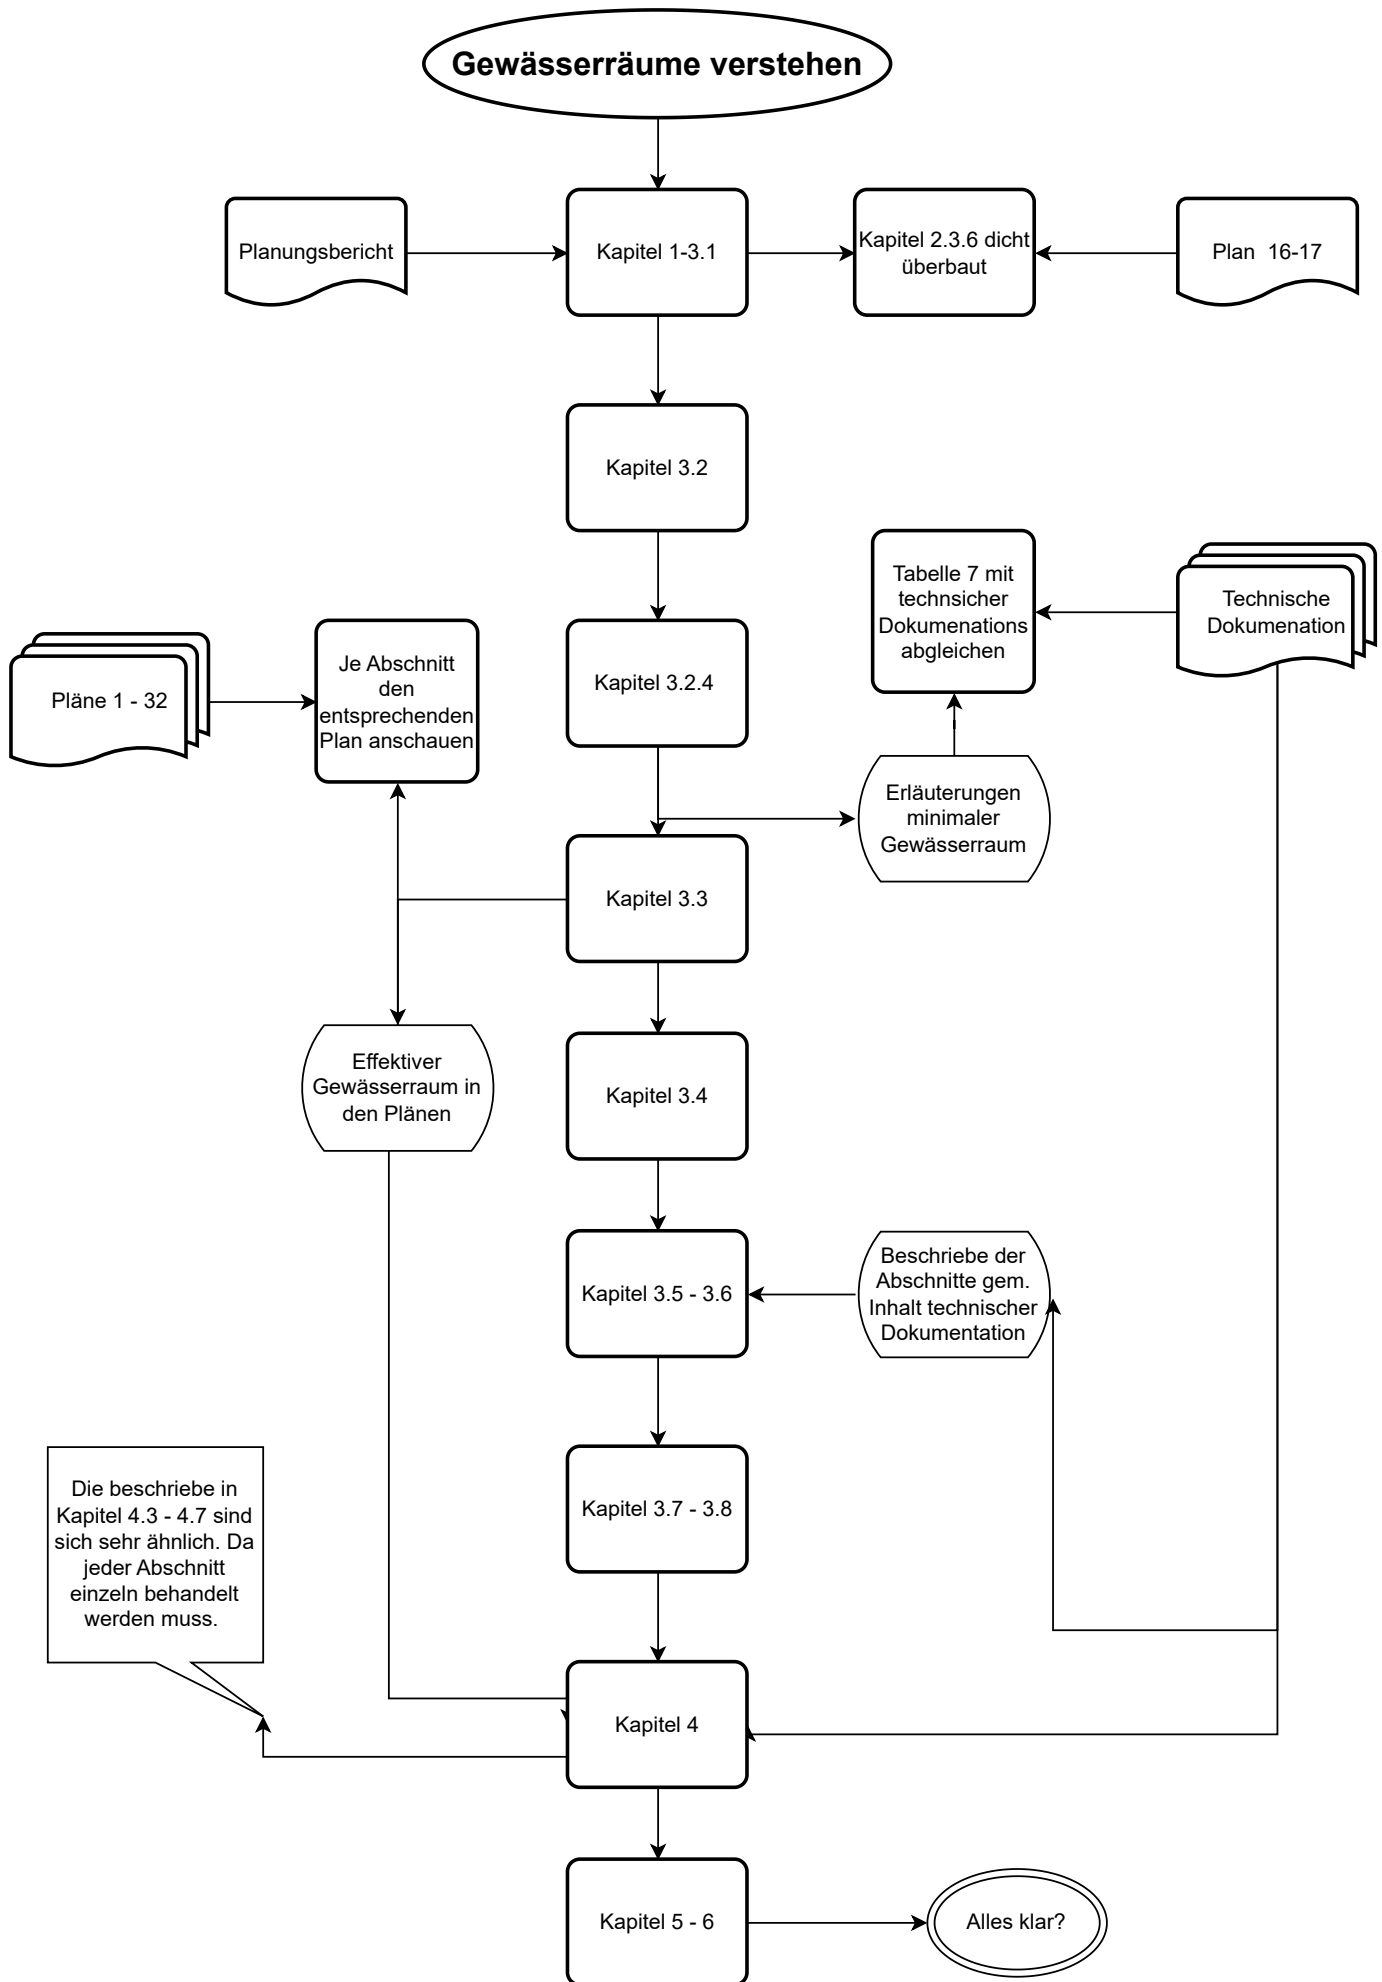 Gewässerräume verstehen
Planungsbericht
Kapitel 1-3.1
Kapitel 2.3.6 dicht
überbaut
Plan 16-17
Kapitel 3.2
Tabelle 7 mit
technsicher
Dokumenations
abgleichen
Technische
Dokumenation
Pläne 1 - 32
Je Abschnitt
den
entsprechenden
Plan anschauen
Kapitel 3.2.4
Erläuterungen
minimaler
Gewässerraum
Kapitel 3.3
Effektiver
Gewässerraum in
den Plänen
Kapitel 3.4
Kapitel 3.5 - 3.6
Beschriebe der
Abschnitte gem.
Inhalt technischer
Dokumentation
Die beschriebe in
Kapitel 4.3 - 4.7 sind
sich sehr ähnlich. Da
jeder Abschnitt
einzeln behandelt
werden muss.
Kapitel 3.7 - 3.8
Kapitel 4
Kapitel 5 - 6
Alles klar?